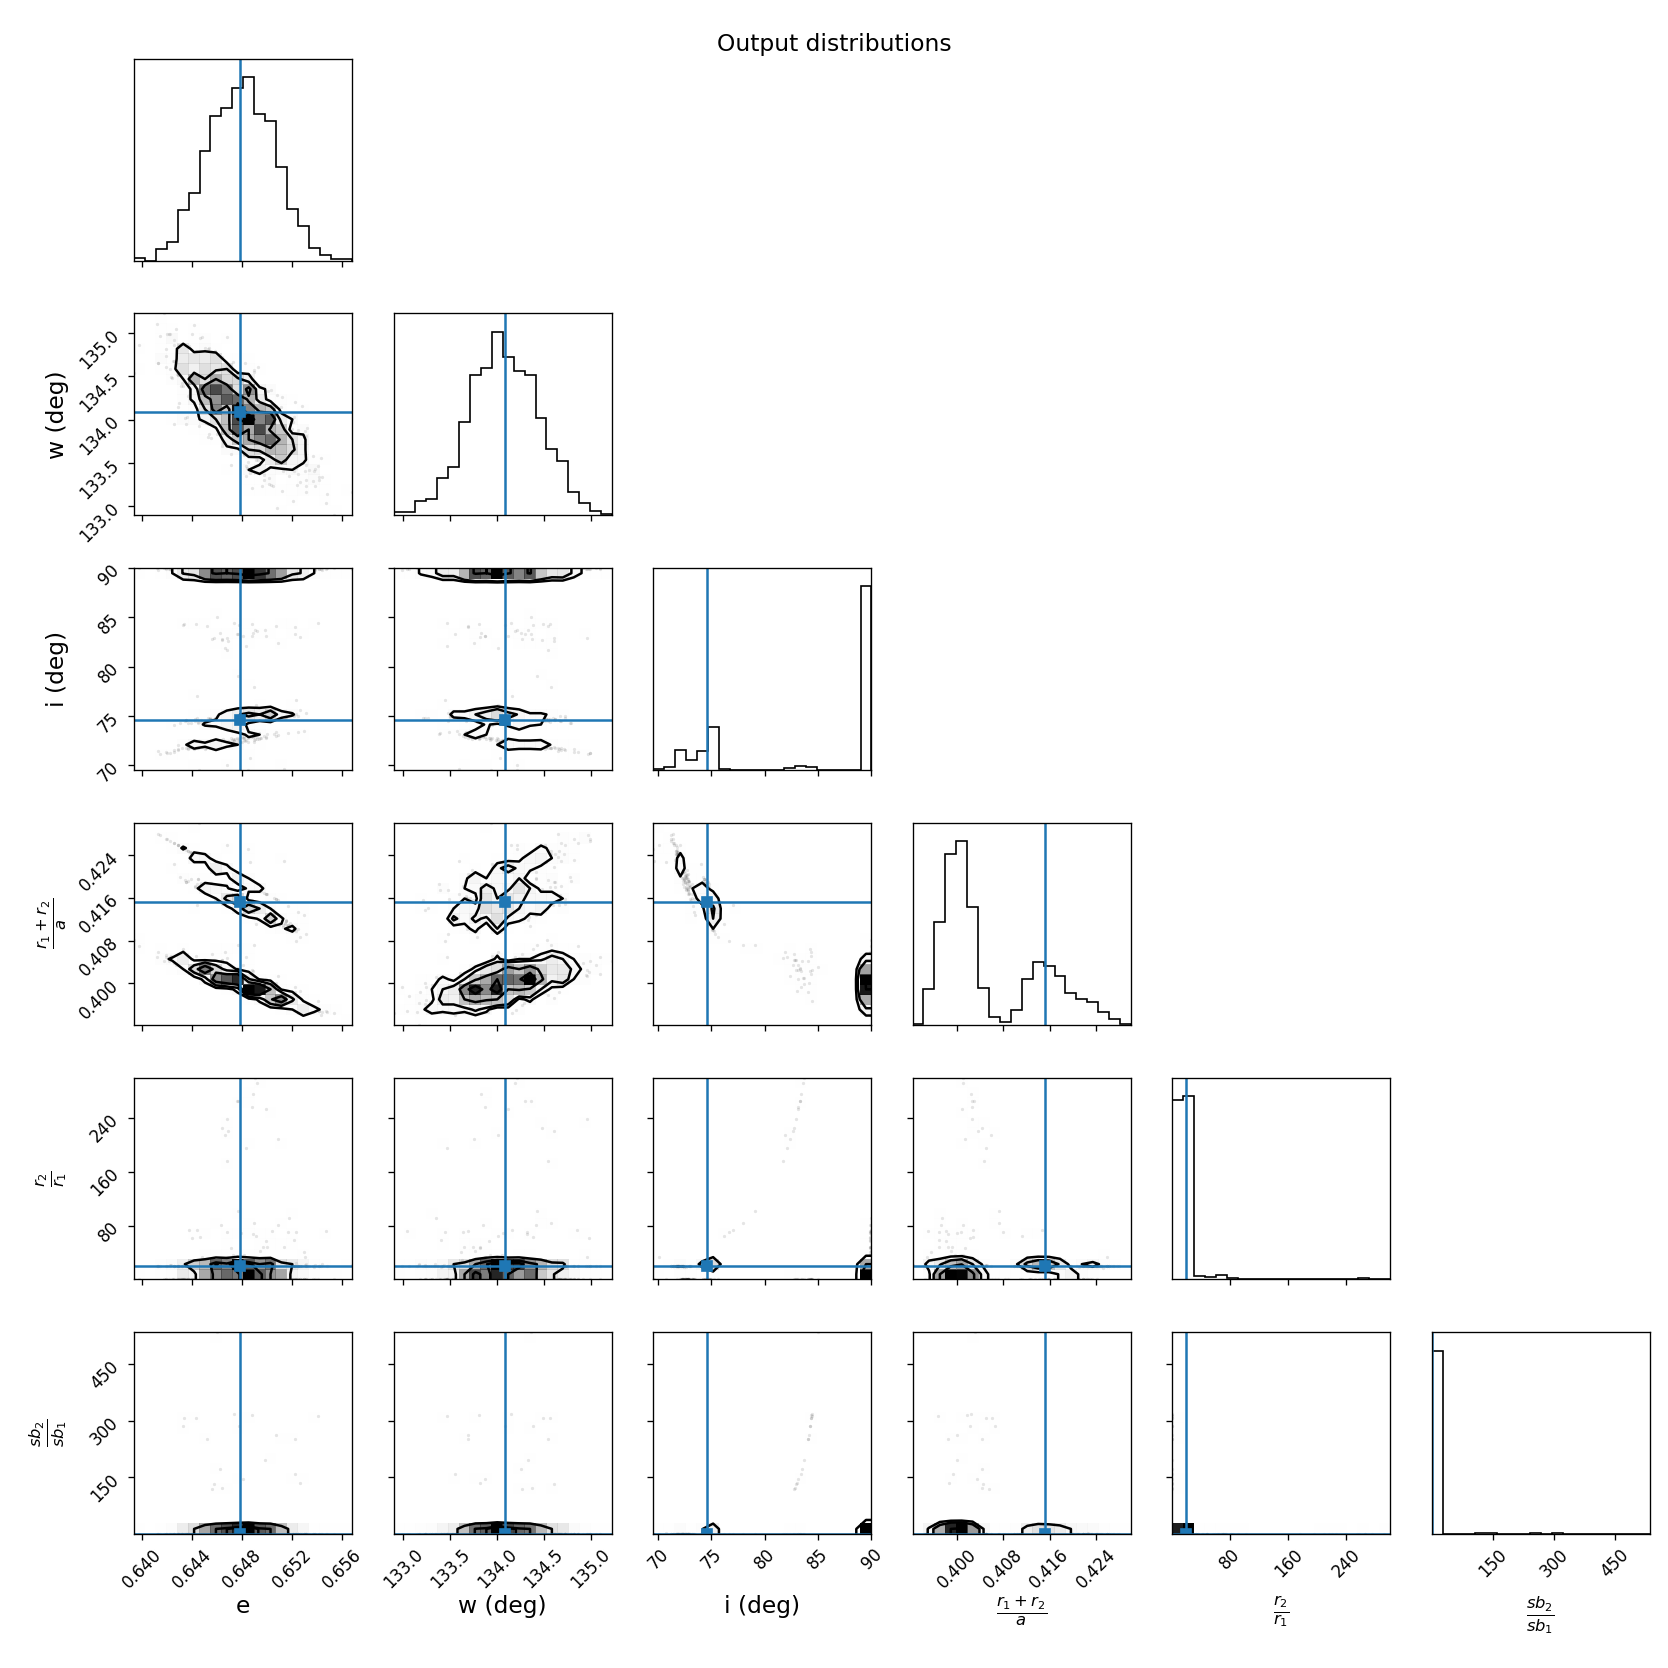 Output distributions
w (deg)
135.0
134.5
134.0
133.5
133.0
i (deg)
90
85
80
75
70
r₁ + r₂
a
0.424
0.416
0.408
0.400
r₂
r₁
240
160
80
sb₂
sb₁
450
300
150
0.640 0.644 0.648 0.652 0.656 133.0 133.5 134.0 134.5 135.0 70 75 80 85 90 0.400 0.408 0.416 0.424 80 160 240 150 300 450
e w (deg) i (deg) r₁ + r₂ r₂ sb₂
a r₁ sb₁